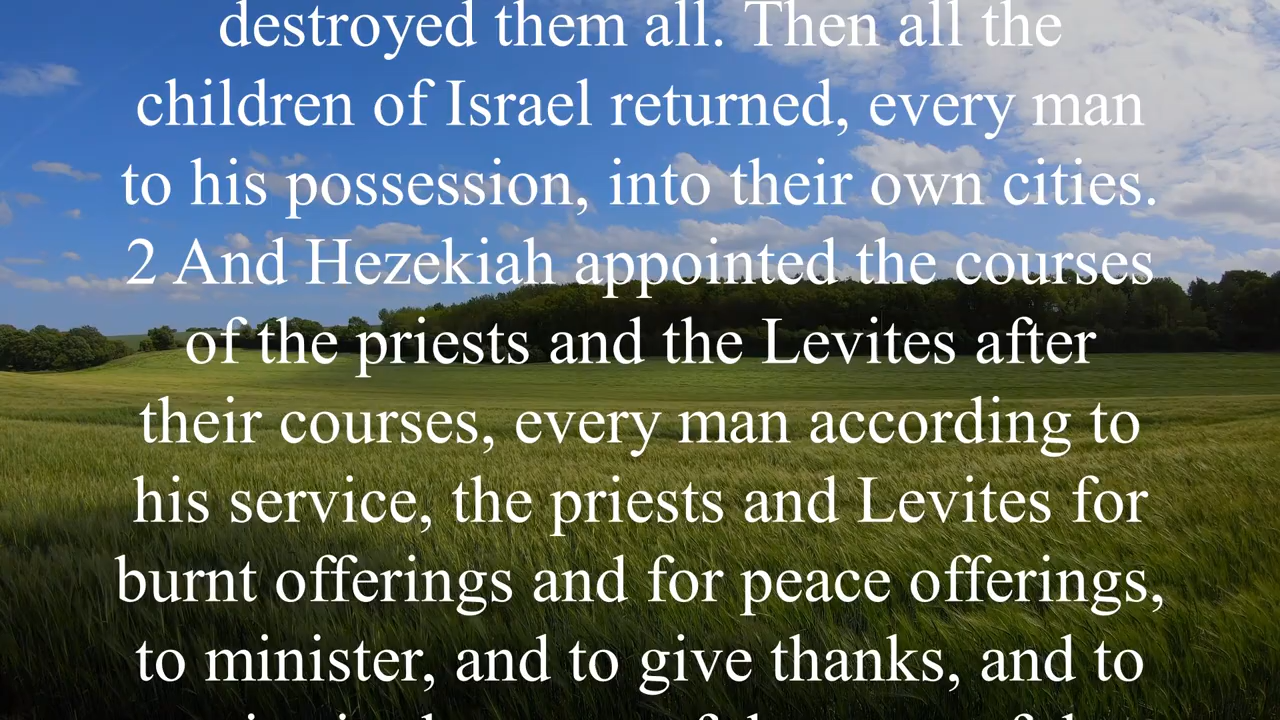 destroyed them all. Then all the
children of Israel returned, every man
to his possession, into their own cities.
2 And Hezekiah appointed the courses
of the priests and the Levites after
their courses, every man according to
his service, the priests and Levites for
burnt offerings and for peace offerings,
to minister, and to give thanks, and to